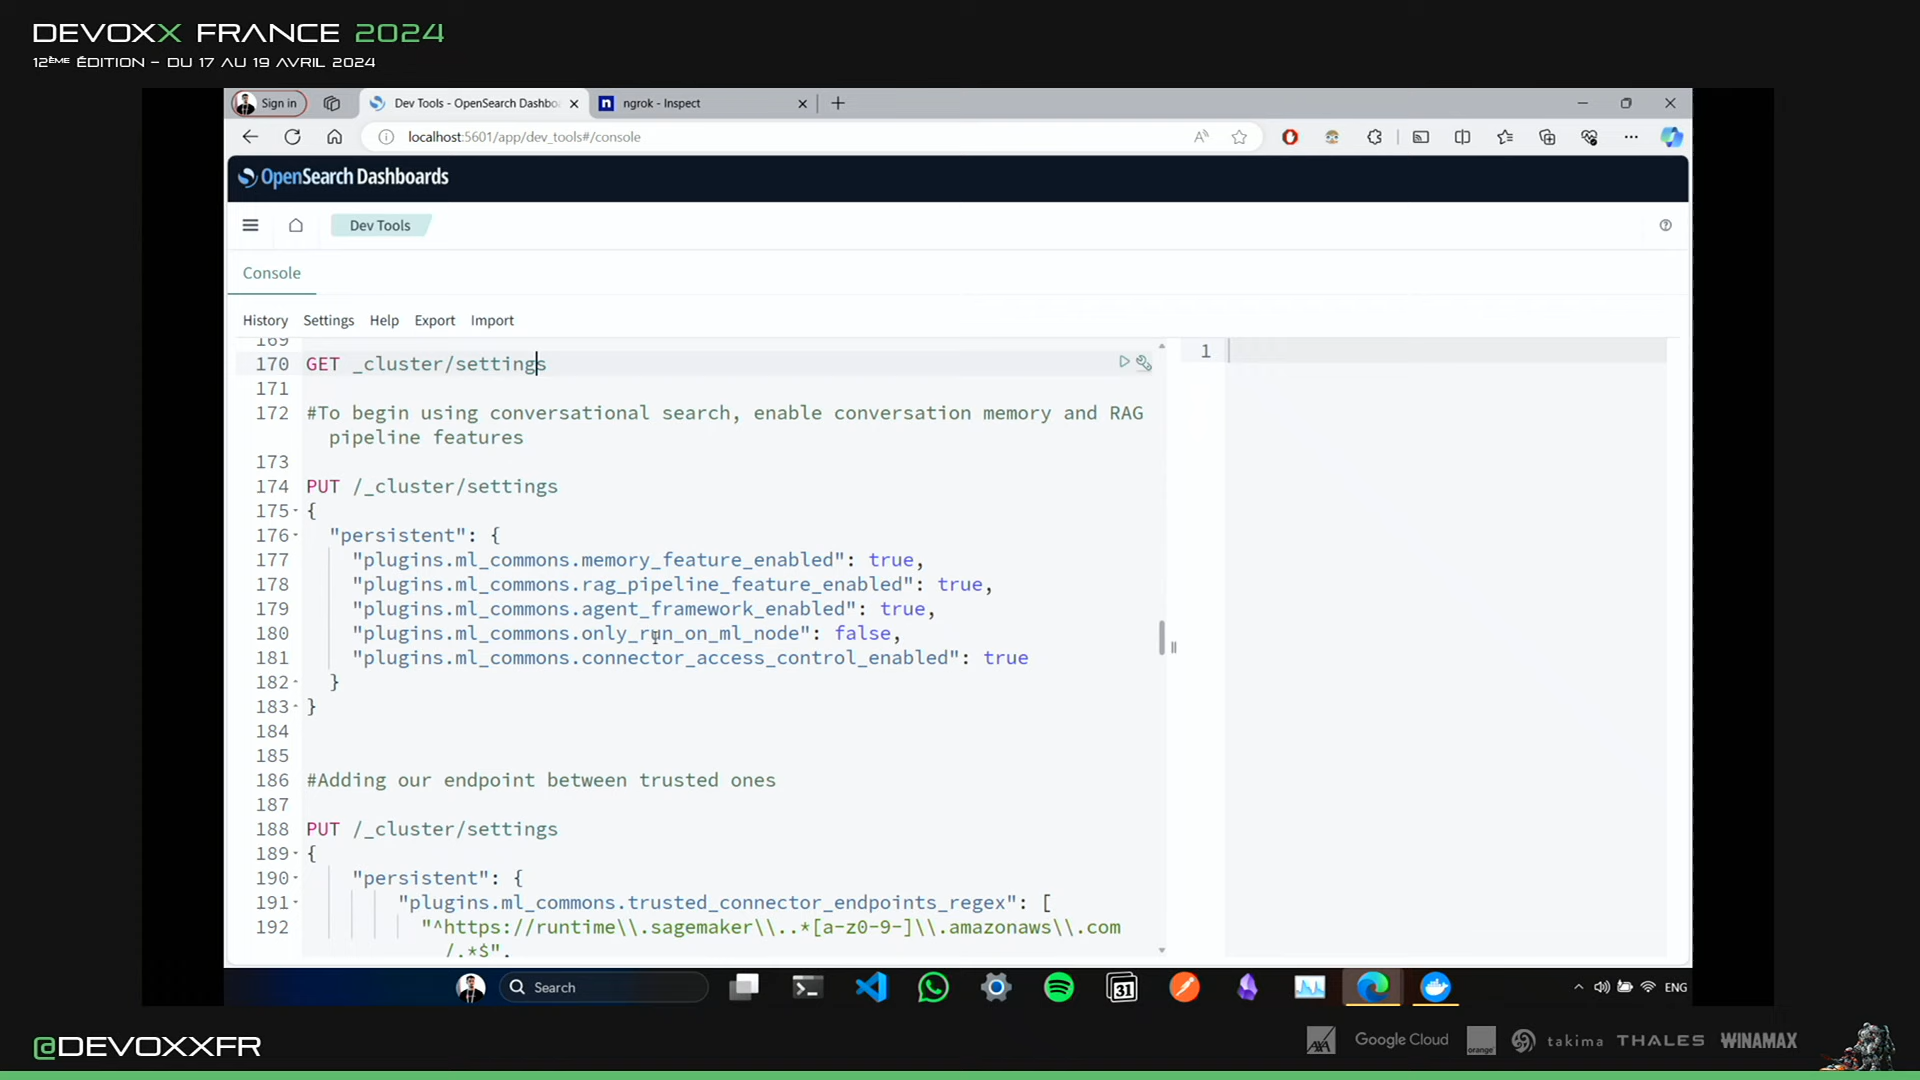 DEVOXX FRANCE 2024
12ÈME ÉDITION - DU 17 AU 19 AVRIL 2024
Sign in
Dev Tools - OpenSearch Dashbo
ngrok - Inspect
localhost:5601/app/dev_tools#/console
OpenSearch Dashboards
Dev Tools
Console
History Settings Help Export Import
169
170 GET _cluster/settings
171
172 #To begin using conversational search, enable conversation memory and RAG
pipeline features
173
174 PUT /_cluster/settings
175 {
176 "persistent": {
177 "plugins.ml_commons.memory_feature_enabled": true,
178 "plugins.ml_commons.rag_pipeline_feature_enabled": true,
179 "plugins.ml_commons.agent_framework_enabled": true,
180 "plugins.ml_commons.only_run_on_ml_node": false,
181 "plugins.ml_commons.connector_access_control_enabled": true
182 }
183 }
184
185
186 #Adding our endpoint between trusted ones
187
188 PUT /_cluster/settings
189 {
190 "persistent": {
191 "plugins.ml_commons.trusted_connector_endpoints_regex": [
192 "^https://runtime\\.sagemaker\\..*[a-z0-9-]\\.amazonaws\\.com
/.*$",
1
Search
31
ENG
@DEVOXXFR
AXA
Google Cloud
orange
takima
THALES
WINAMAX